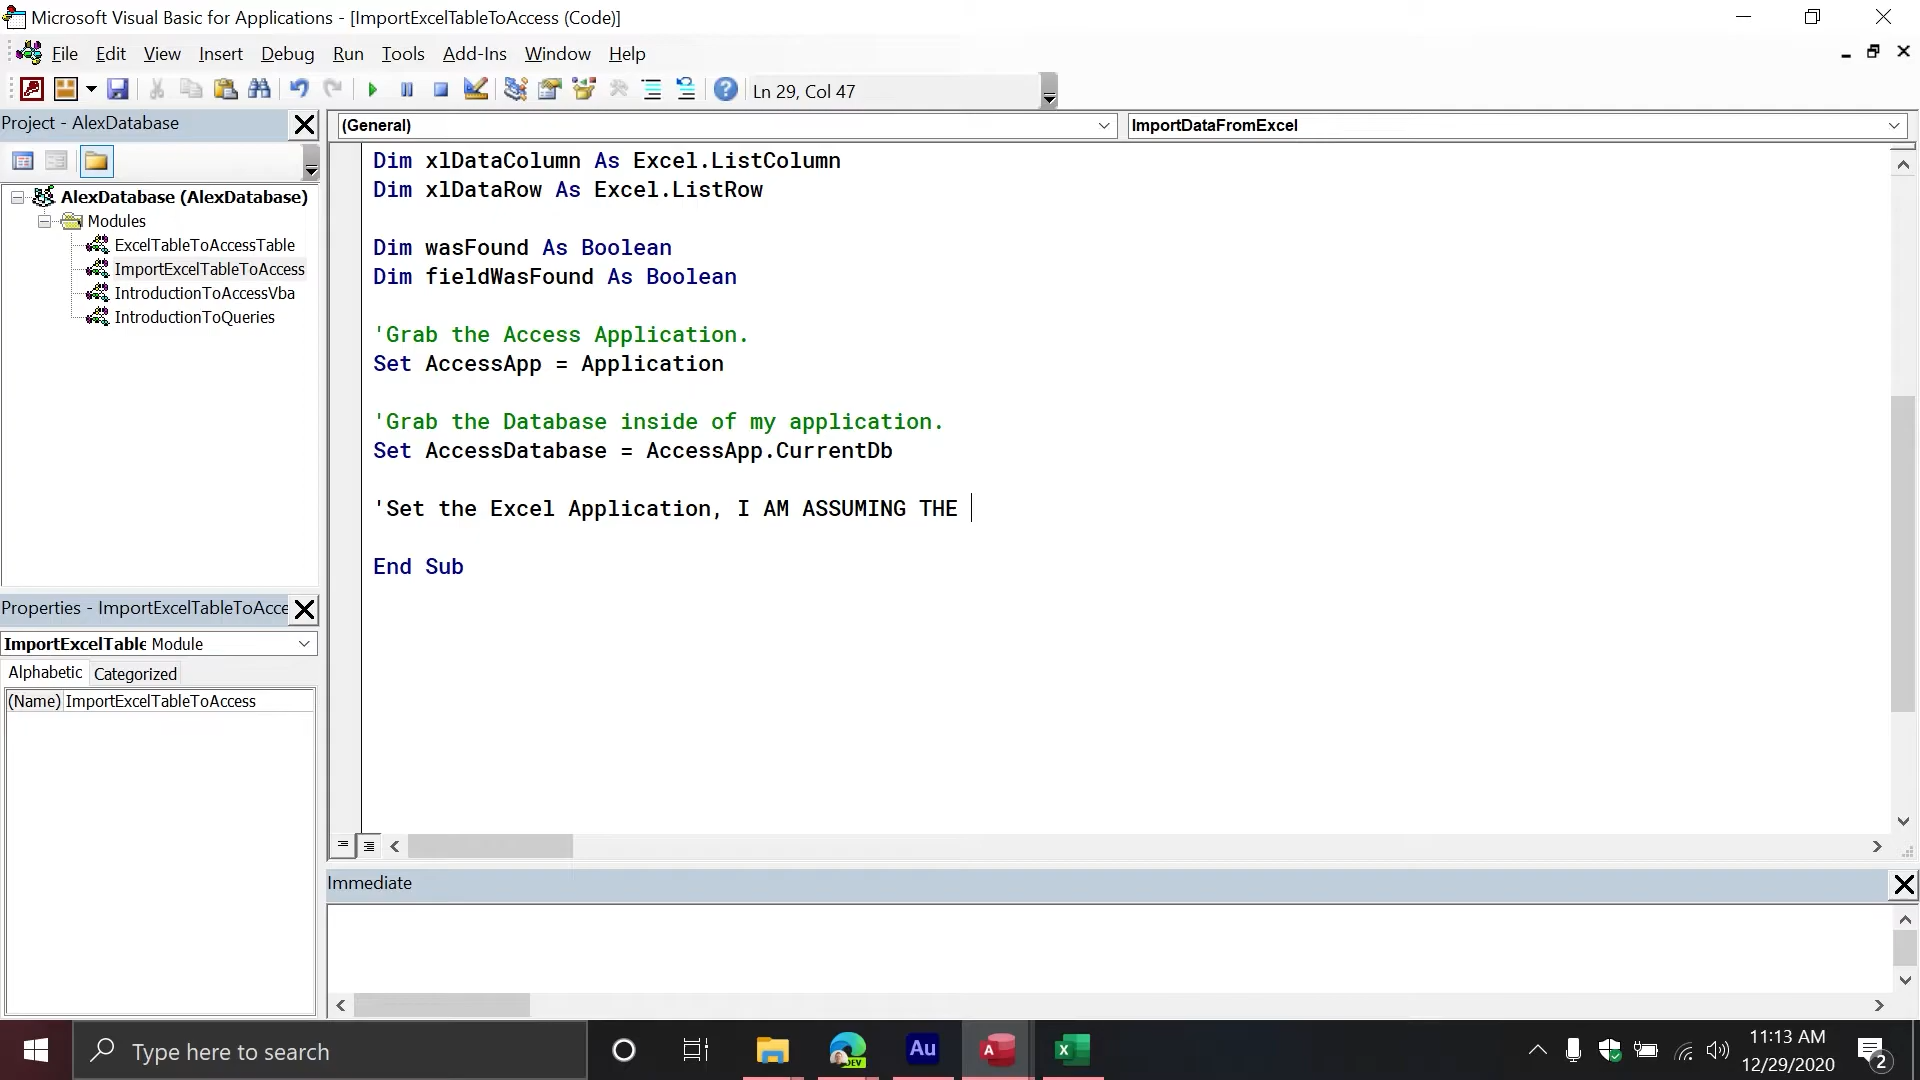 Microsoft Visual Basic for Applications - [ImportExcelTableToAccess (Code)]
File Edit View Insert Debug Run Tools Add-Ins Window Help
Ln 29, Col 47
Project - AlexDatabase
(General)
ImportDataFromExcel
AlexDatabase (AlexDatabase)
Modules
ExcelTableToAccessTable
ImportExcelTableToAccess
IntroductionToAccessVba
IntroductionToQueries
Dim xlDataColumn As Excel.ListColumn
Dim xlDataRow As Excel.ListRow
Dim wasFound As Boolean
Dim fieldWasFound As Boolean
'Grab the Access Application.
Set AccessApp = Application
'Grab the Database inside of my application.
Set AccessDatabase = AccessApp.CurrentDb
'Set the Excel Application, I AM ASSUMING THE
End Sub
Properties - ImportExcelTableToAcce
ImportExcelTable Module
Alphabetic Categorized
(Name) ImportExcelTableToAccess
Immediate
Type here to search
DEV
Au
A
X
11:13 AM
12/29/2020
2